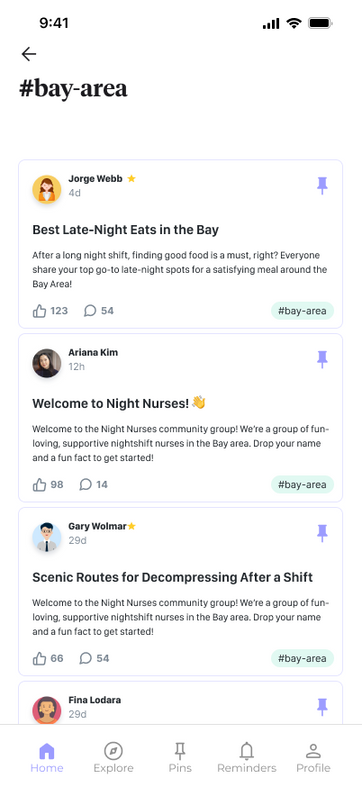 9:41
#bay-area
Jorge Webb
4d
Best Late-Night Eats in the Bay
After a long night shift, finding good food is a must, right? Everyone
share your top go-to late-night spots for a satisfying meal around the
Bay Area!
123 54 #bay-area
Ariana Kim
12h
Welcome to Night Nurses! 👋
Welcome to the Night Nurses community group! We're a group of fun-
loving, supportive nightshift nurses in the Bay area. Drop your name
and a fun fact to get started!
98 14 #bay-area
Gary Wolmar
29d
Scenic Routes for Decompressing After a Shift
Welcome to the Night Nurses community group! We're a group of fun-
loving, supportive nightshift nurses in the Bay area. Drop your name
and a fun fact to get started!
66 54 #bay-area
Fina Lodara
29d
Home Explore Pins Reminders Profile